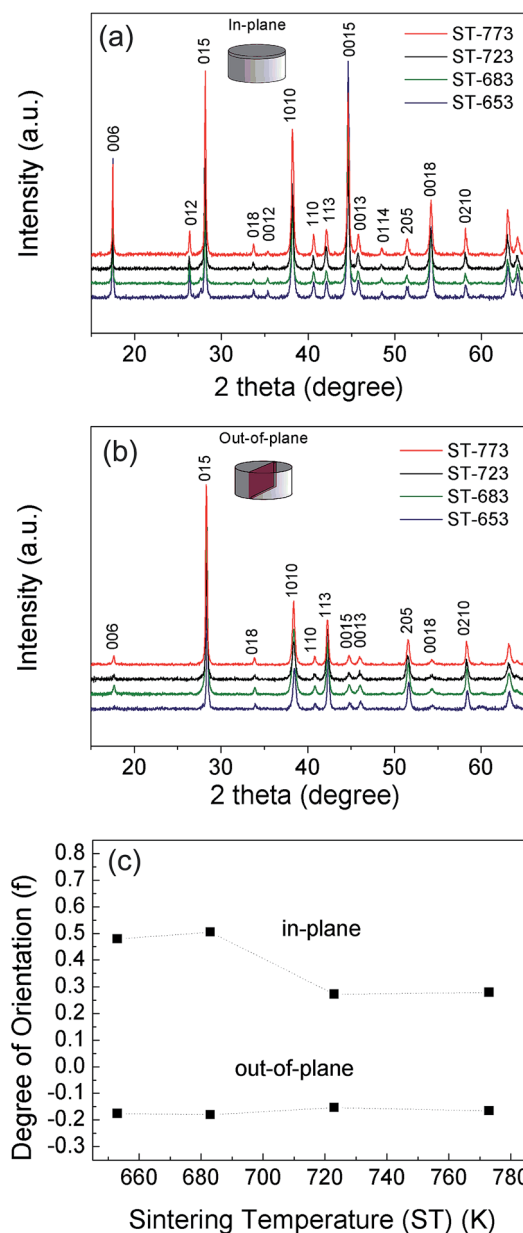 (a)
In-plane
ST-773
ST-723
ST-683
ST-653
006
012
015
018
0012
1010
110
113
0015
0013
0114
205
0018
0210
Intensity (a.u.)
20
30
40
50
60
2 theta (degree)
(b)
Out-of-plane
ST-773
ST-723
ST-683
ST-653
006
015
018
1010
110
113
0015
0013
205
0018
0210
Intensity (a.u.)
20
30
40
50
60
2 theta (degree)
(c)
in-plane
out-of-plane
Degree of Orientation (f)
0.8
0.7
0.6
0.5
0.4
0.3
0.2
0.1
0.0
-0.1
-0.2
-0.3
660
680
700
720
740
760
780
Sintering Temperature (ST) (K)